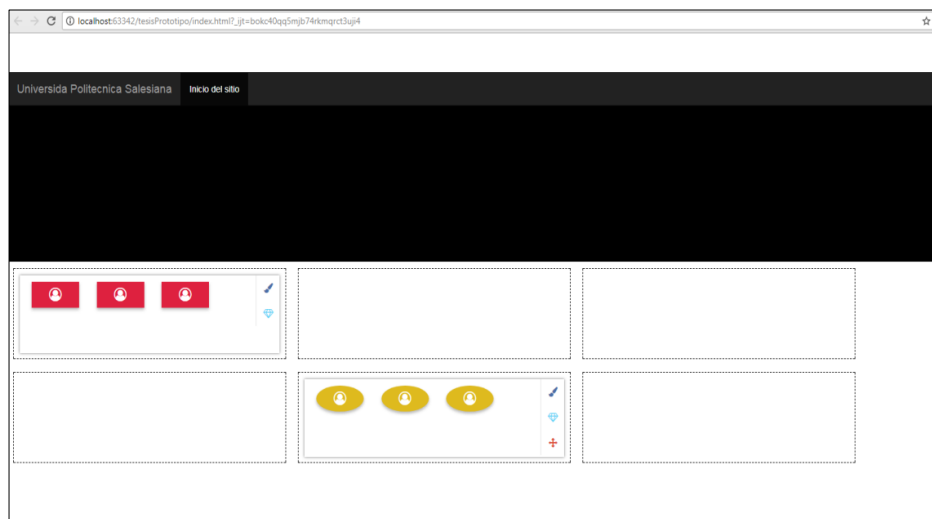 localhost:63342/tesisPrototipo/index.html?_ijt=bokc40qq5mjb74rkmqrct3uji4
Universida Politecnica Salesiana Inicio del sitio